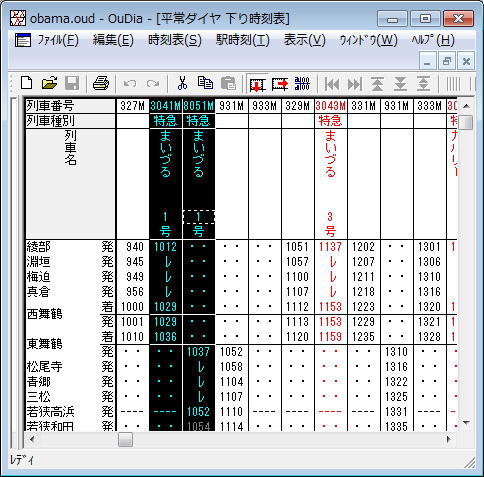 obama.oud - OuDia - [平常ダイヤ 下り時刻表]
ﾌｧｲﾙ(F) 編集(E) 時刻表(S) 駅時刻(T) 表示(V) ｳｨﾝﾄﾞｳ(W) ﾍﾙﾌﾟ(H)
列車番号 327M 3041M 8051M 931M 933M 329M 3043M 331M 931M 333M
列車種別 特急 特急 特急
列車名 まいづる まいづる まいづる
1号 1号 3号
綾部 発 940 1012 ・・ ・・ ・・ 1051 1137 1202 ・・ 1301
淵垣 発 945 レ ・・ ・・ ・・ 1057 レ 1207 ・・ 1306
梅迫 発 949 レ ・・ ・・ ・・ 1100 レ 1211 ・・ 1310
真倉 発 956 レ ・・ ・・ ・・ 1107 レ 1218 ・・ 1316
西舞鶴 着 1000 1029 ・・ ・・ ・・ 1112 1153 1223 ・・ 1320
発 1001 1029 ・・ ・・ ・・ 1113 1153 1229 ・・ 1321
東舞鶴 着 1010 1036 ・・ ・・ ・・ 1120 1159 1235 ・・ 1328
発 ・・ ・・ 1037 1052 ・・ ・・ ・・ ・・ 1310 ・・
松尾寺 発 ・・ ・・ レ 1058 ・・ ・・ ・・ ・・ 1316 ・・
青郷 発 ・・ ・・ レ 1104 ・・ ・・ ・・ ・・ 1322 ・・
三松 発 ・・ ・・ レ 1107 ・・ ・・ ・・ ・・ 1325 ・・
若狭高浜 発 ---- ---- 1052 1110 ---- ---- ---- ---- 1331 ----
若狭和田 発 ・・ ・・ 1054 1114 ・・ ・・ ・・ ・・ 1335 ・・
ﾚﾃﾞｨ